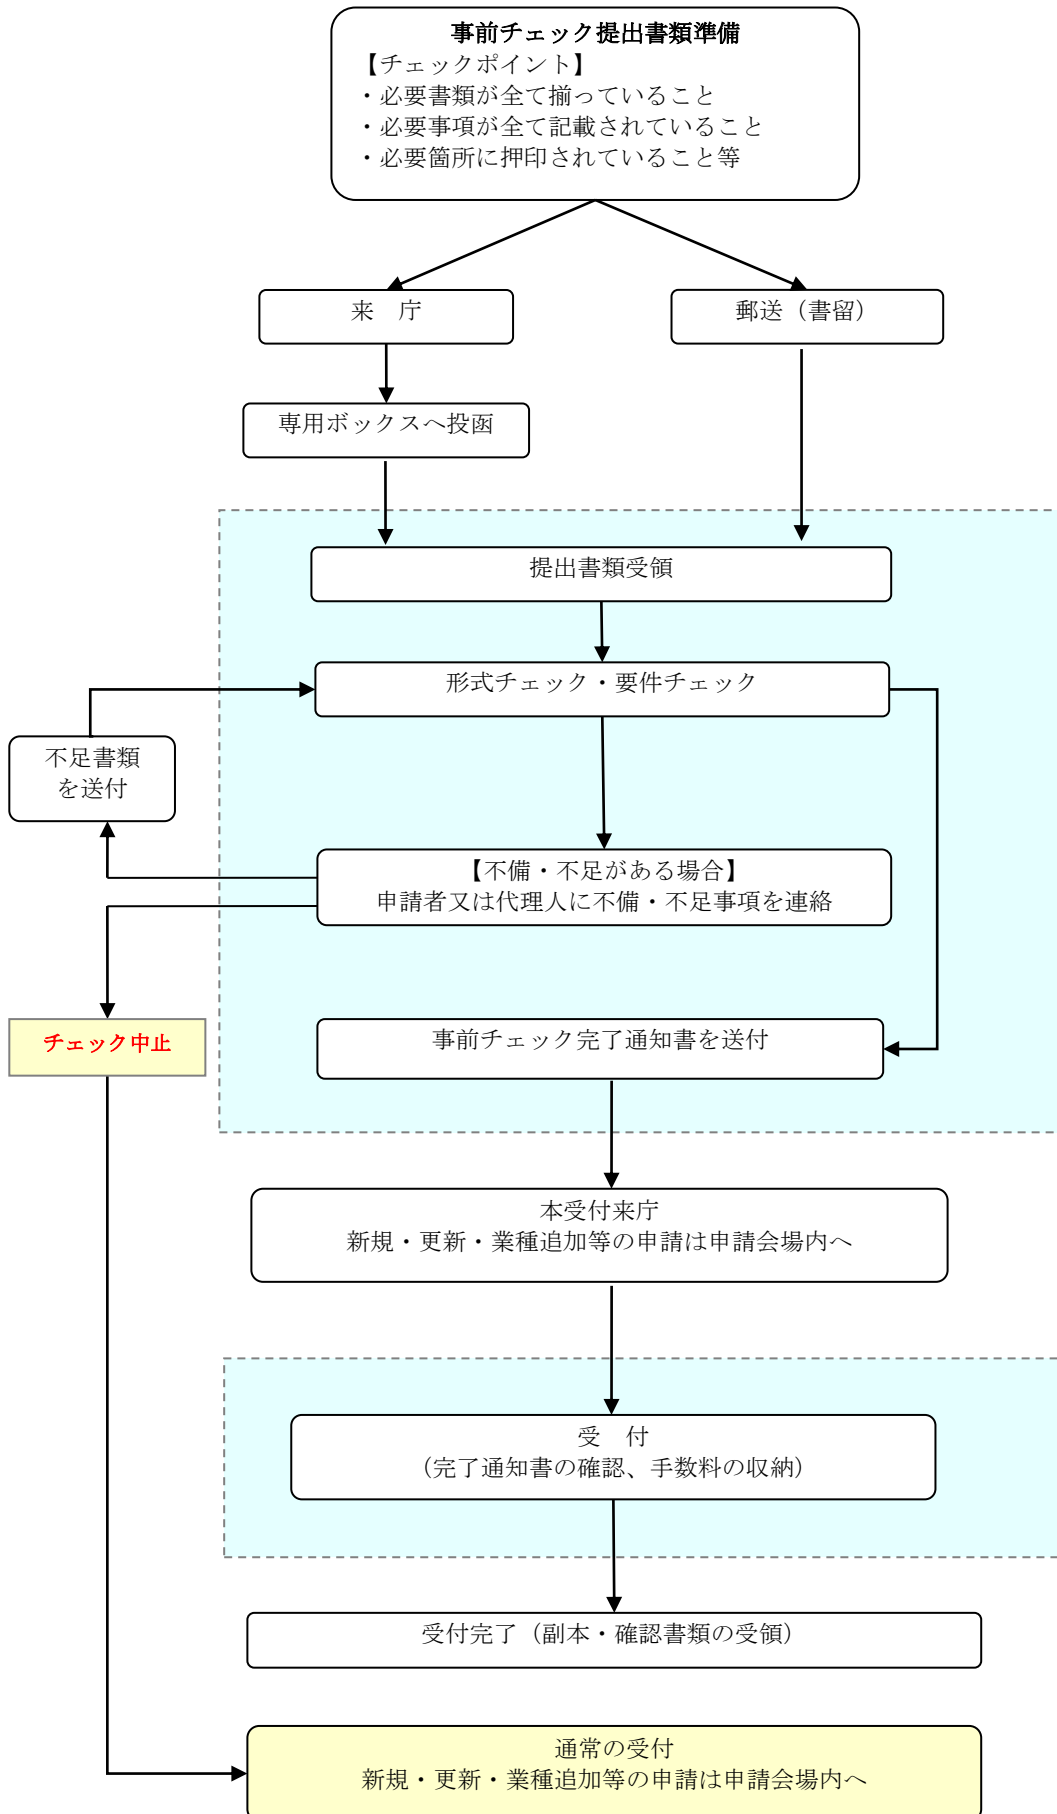 事前チェック提出書類準備
【チェックポイント】
・必要書類が全て揃っていること
・必要事項が全て記載されていること
・必要箇所に押印されていること等
来　庁
郵送（書留）
専用ボックスへ投函
提出書類受領
形式チェック・要件チェック
不足書類
を送付
【不備・不足がある場合】
申請者又は代理人に不備・不足事項を連絡
チェック中止
事前チェック完了通知書を送付
本受付来庁
新規・更新・業種追加等の申請は申請会場内へ
受　付
（完了通知書の確認、手数料の収納）
受付完了（副本・確認書類の受領）
通常の受付
新規・更新・業種追加等の申請は申請会場内へ